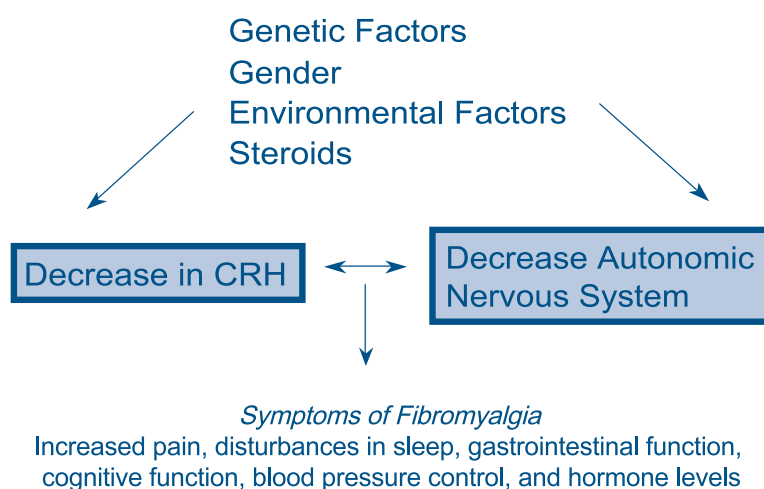 Genetic Factors
Gender
Environmental Factors
Steroids
Decrease in CRH
Decrease Autonomic
Nervous System
Symptoms of Fibromyalgia
Increased pain, disturbances in sleep, gastrointestinal function,
cognitive function, blood pressure control, and hormone levels